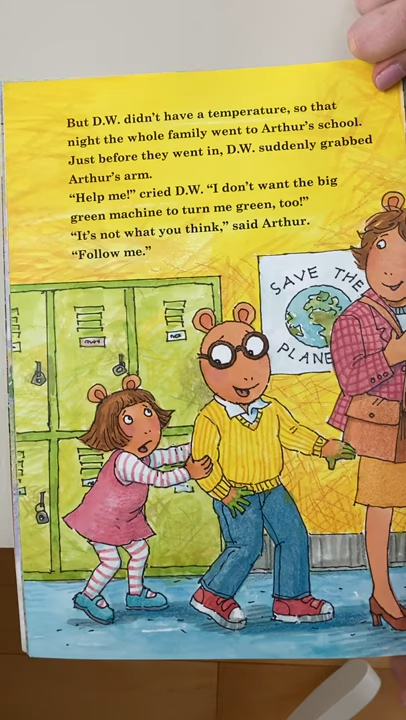 But D.W. didn't have a temperature, so that
night the whole family went to Arthur's school.
Just before they went in, D.W. suddenly grabbed
Arthur's arm.
"Help me!" cried D.W. "I don't want the big
green machine to turn me green, too!"
"It's not what you think," said Arthur.
"Follow me."
SAVE THE
PLANE